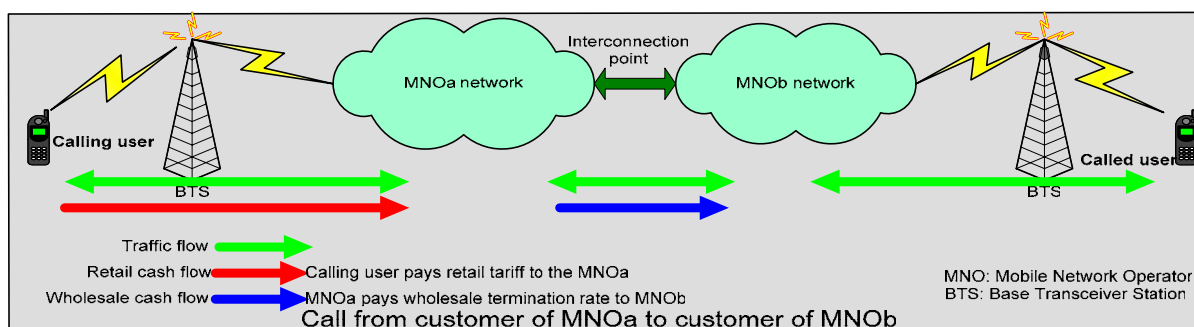 Interconnection
point
MNOa network
MNOb network
Calling user
Called user
BTS
BTS
Traffic flow
Retail cash flow
Calling user pays retail tariff to the MNOa
Wholesale cash flow
MNOa pays wholesale termination rate to MNOb
MNO: Mobile Network Operator
BTS: Base Transceiver Station
Call from customer of MNOa to customer of MNOb